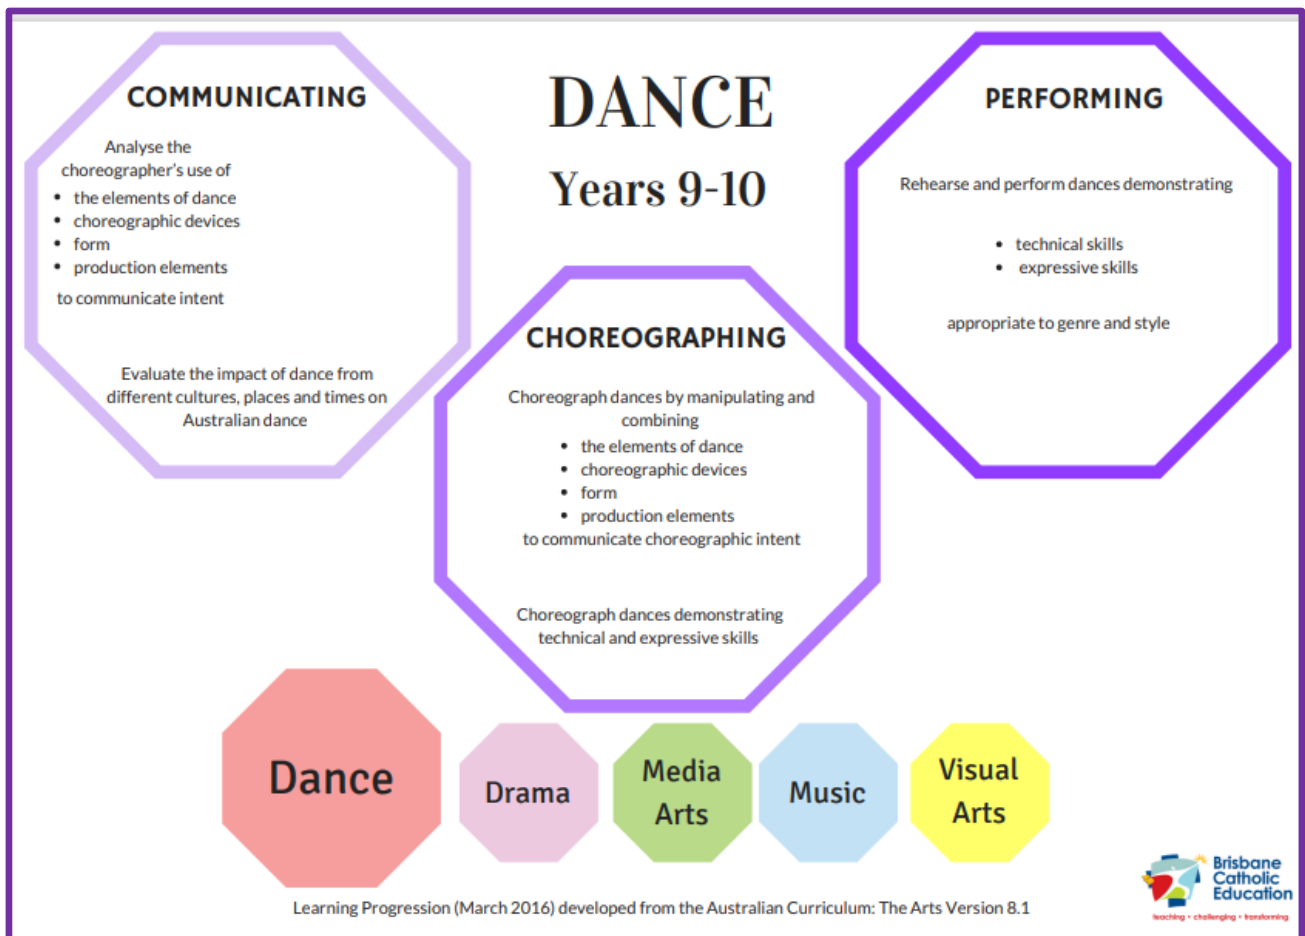 DANCE
Years 9-10
COMMUNICATING
Analyse the
choreographer's use of
• the elements of dance
• choreographic devices
• form
• production elements
to communicate intent
Evaluate the impact of dance from
different cultures, places and times on
Australian dance
CHOREOGRAPHING
Choreograph dances by manipulating and
combining
• the elements of dance
• choreographic devices
• form
• production elements
to communicate choreographic intent
Choreograph dances demonstrating
technical and expressive skills
PERFORMING
Rehearse and perform dances demonstrating
• technical skills
• expressive skills
appropriate to genre and style
Dance
Drama
Media
Arts
Music
Visual
Arts
Brisbane
Catholic
Education
teaching • challenging • transforming
Learning Progression (March 2016) developed from the Australian Curriculum: The Arts Version 8.1